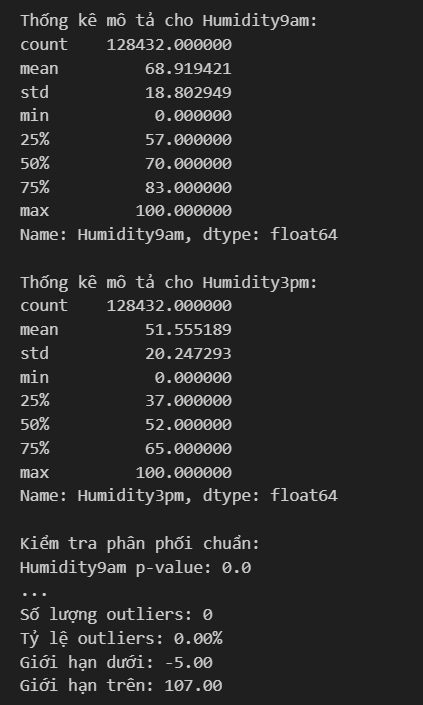 Thống kê mô tả cho Humidity9am:
count    128432.000000
mean         68.919421
std          18.802949
min           0.000000
25%          57.000000
50%          70.000000
75%          83.000000
max         100.000000
Name: Humidity9am, dtype: float64

Thống kê mô tả cho Humidity3pm:
count    128432.000000
mean         51.555189
std          20.247293
min           0.000000
25%          37.000000
50%          52.000000
75%          65.000000
max         100.000000
Name: Humidity3pm, dtype: float64

Kiểm tra phân phối chuẩn:
Humidity9am p-value: 0.0
...
Số lượng outliers: 0
Tỷ lệ outliers: 0.00%
Giới hạn dưới: -5.00
Giới hạn trên: 107.00